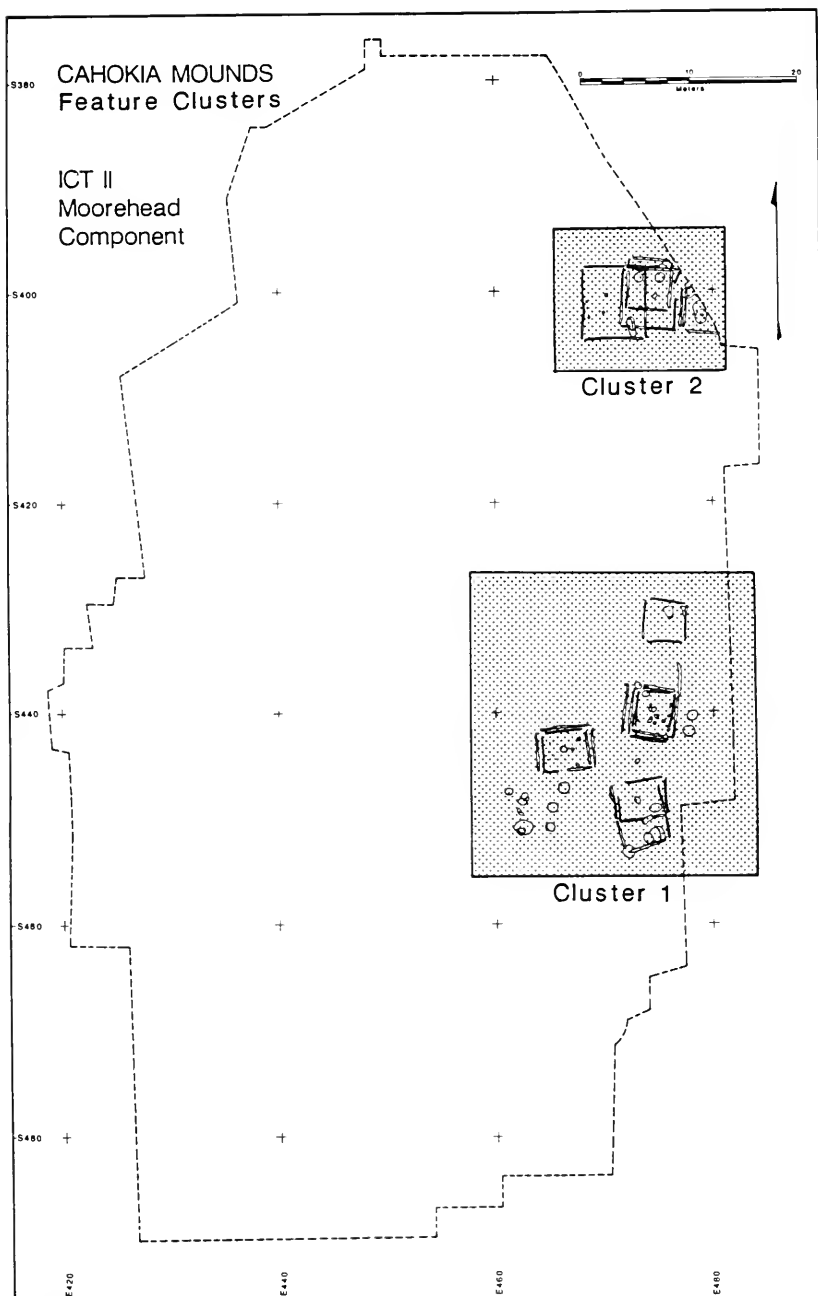 CAHOKIA MOUNDS
Feature Clusters
ICT II
Moorehead
Component
0 10 20
Meters
S380
S400
Cluster 2
S420
S440
Cluster 1
S460
S480
E420 E440 E460 E480